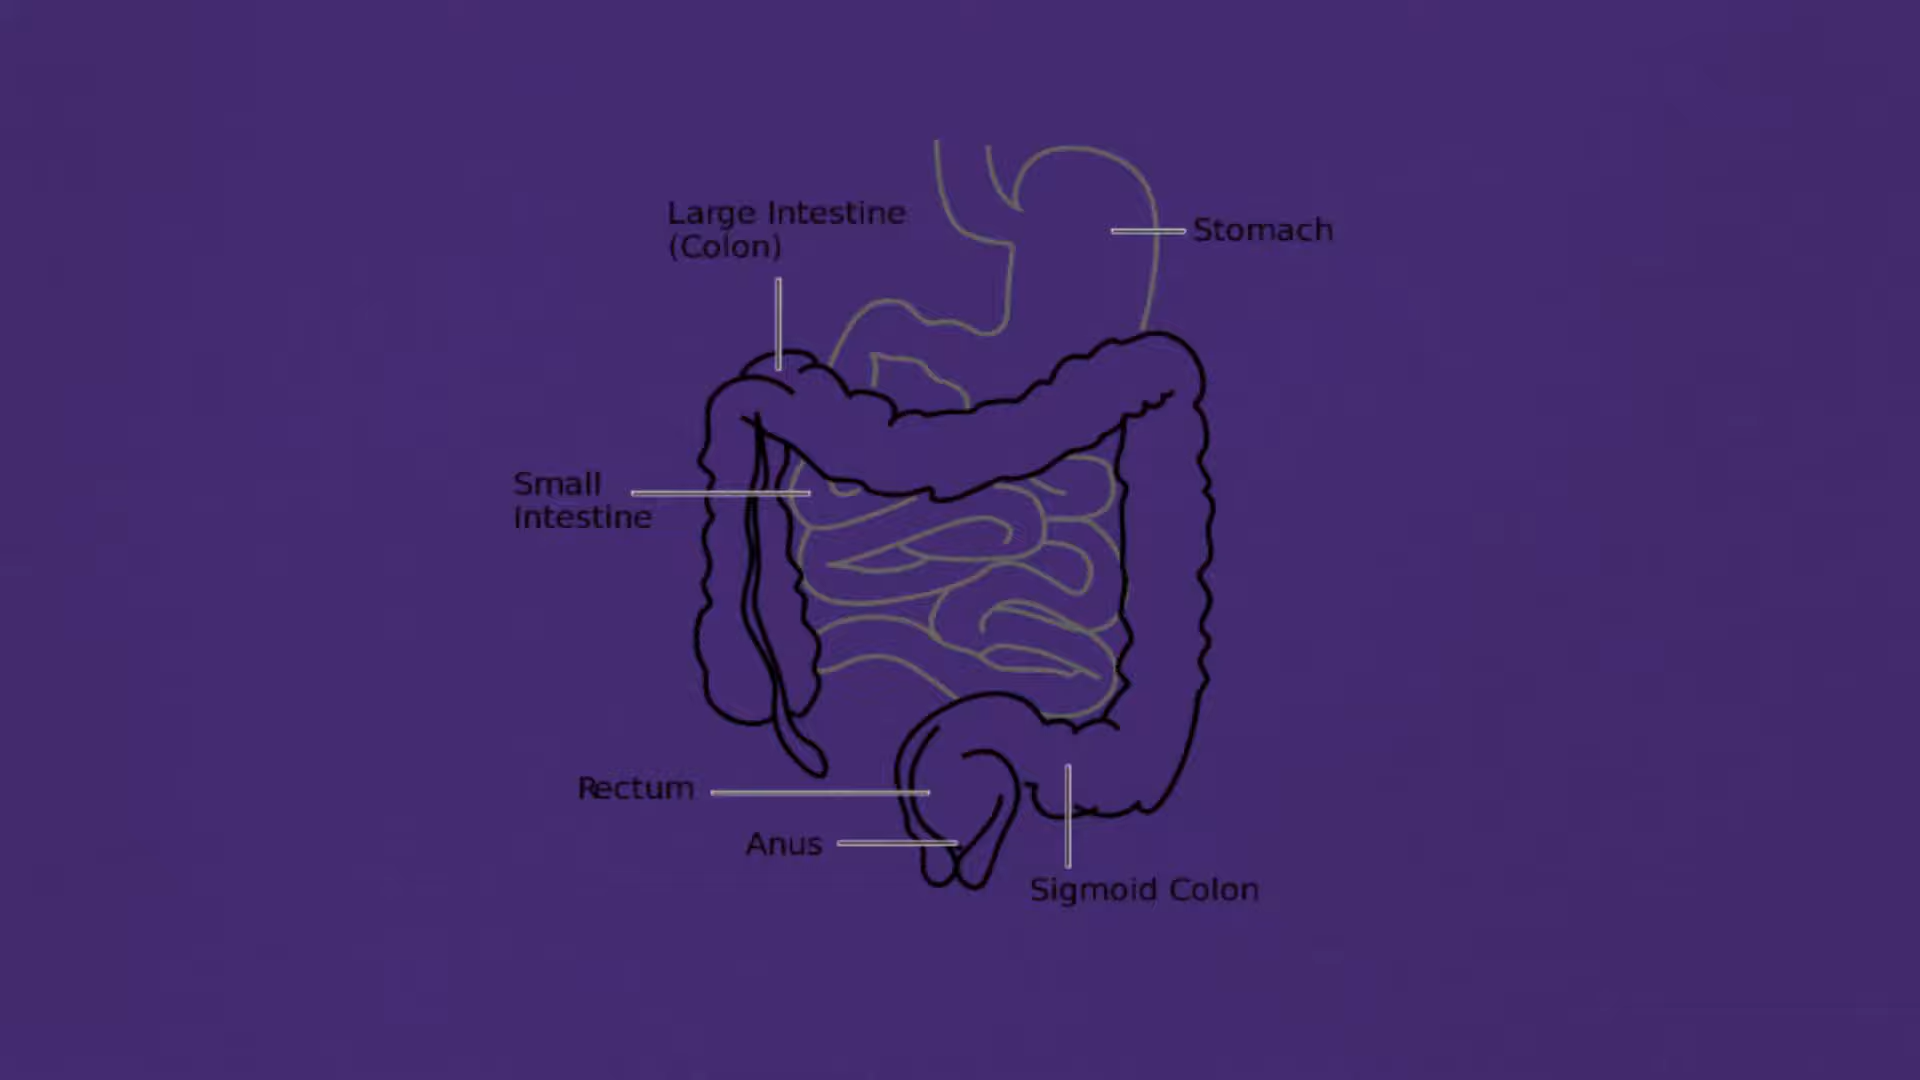 Large Intestine
(Colon)
Stomach
Small
Intestine
Rectum
Anus
Sigmoid Colon